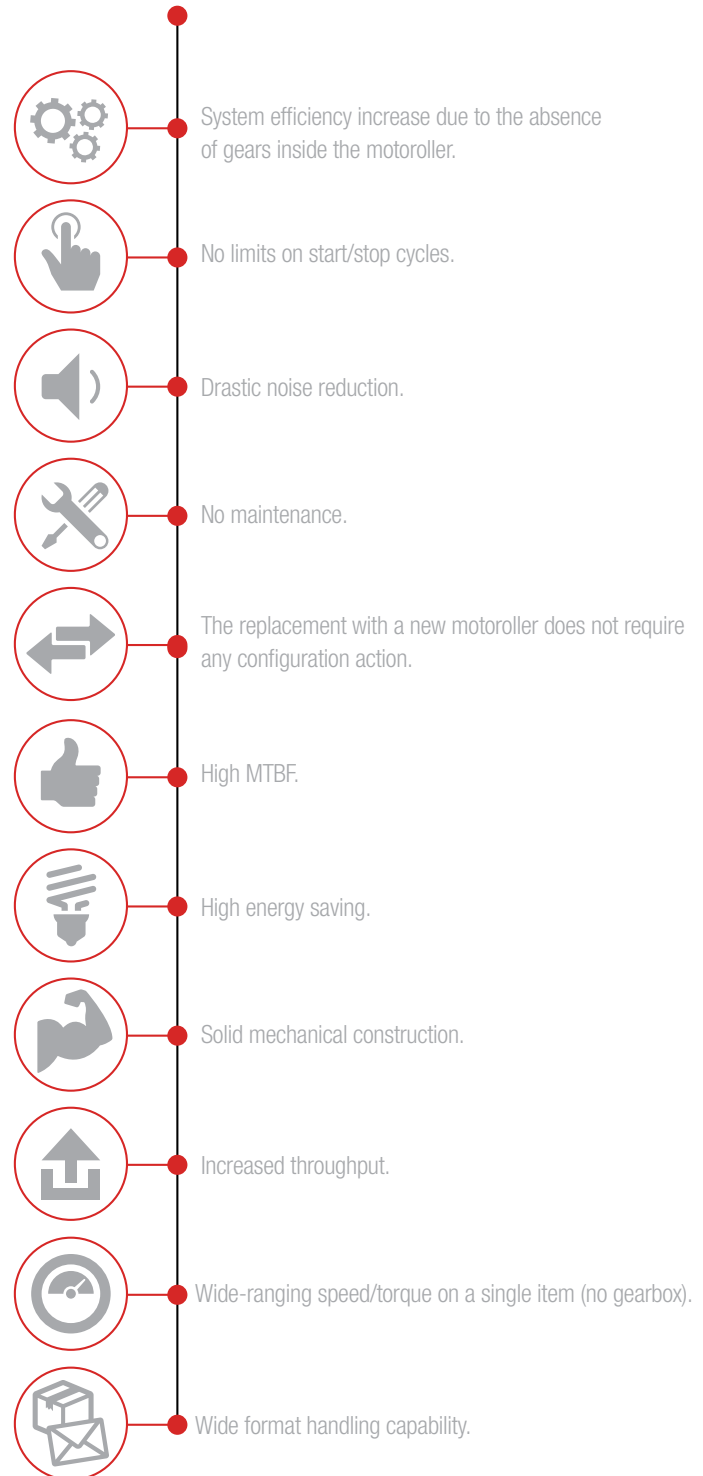 System efficiency increase due to the absence
of gears inside the motoroller.
No limits on start/stop cycles.
Drastic noise reduction.
No maintenance.
The replacement with a new motoroller does not require
any configuration action.
High MTBF.
High energy saving.
Solid mechanical construction.
Increased throughput.
Wide-ranging speed/torque on a single item (no gearbox).
Wide format handling capability.